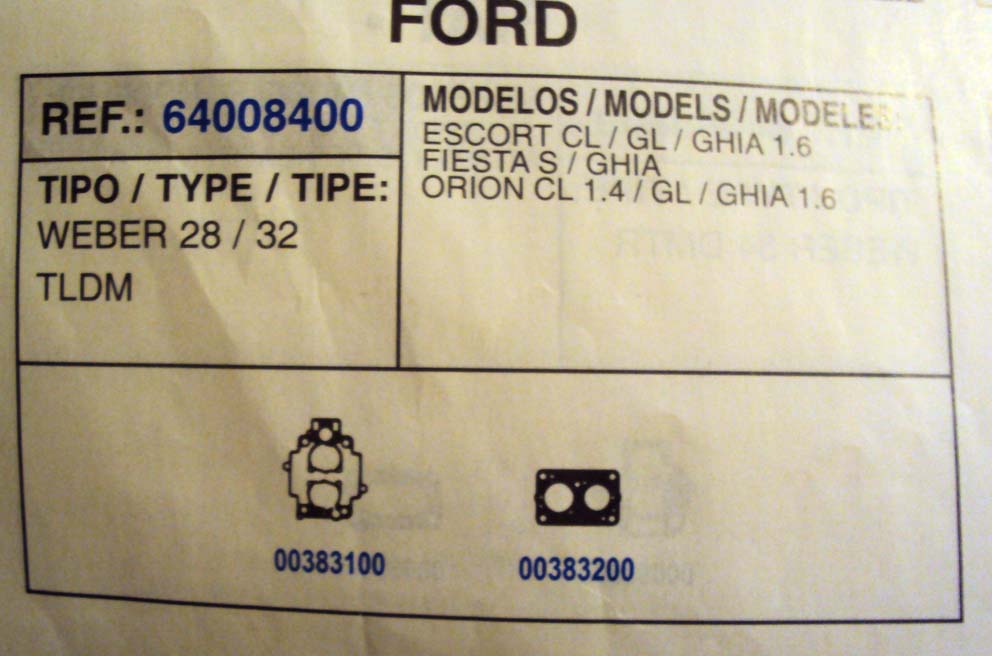 FORD
REF.: 64008400
TIPO / TYPE / TIPE:
WEBER 28 / 32
TLDM
MODELOS / MODELS / MODELES:
ESCORT CL / GL / GHIA 1.6
FIESTA S / GHIA
ORION CL 1.4 / GL / GHIA 1.6
00383100
00383200